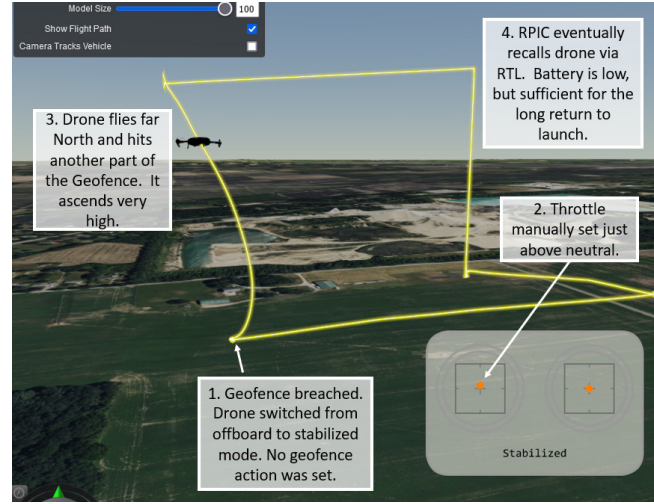 Model Size 100
Show Flight Path
Camera Tracks Vehicle
4. RPIC eventually
recalls drone via
RTL. Battery is low,
but sufficient for the
long return to
launch.
3. Drone flies far
North and hits
another part of
the Geofence. It
ascends very
high.
2. Throttle
manually set just
above neutral.
1. Geofence breached.
Drone switched from
offboard to stabilized
mode. No geofence
action was set.
Stabilized